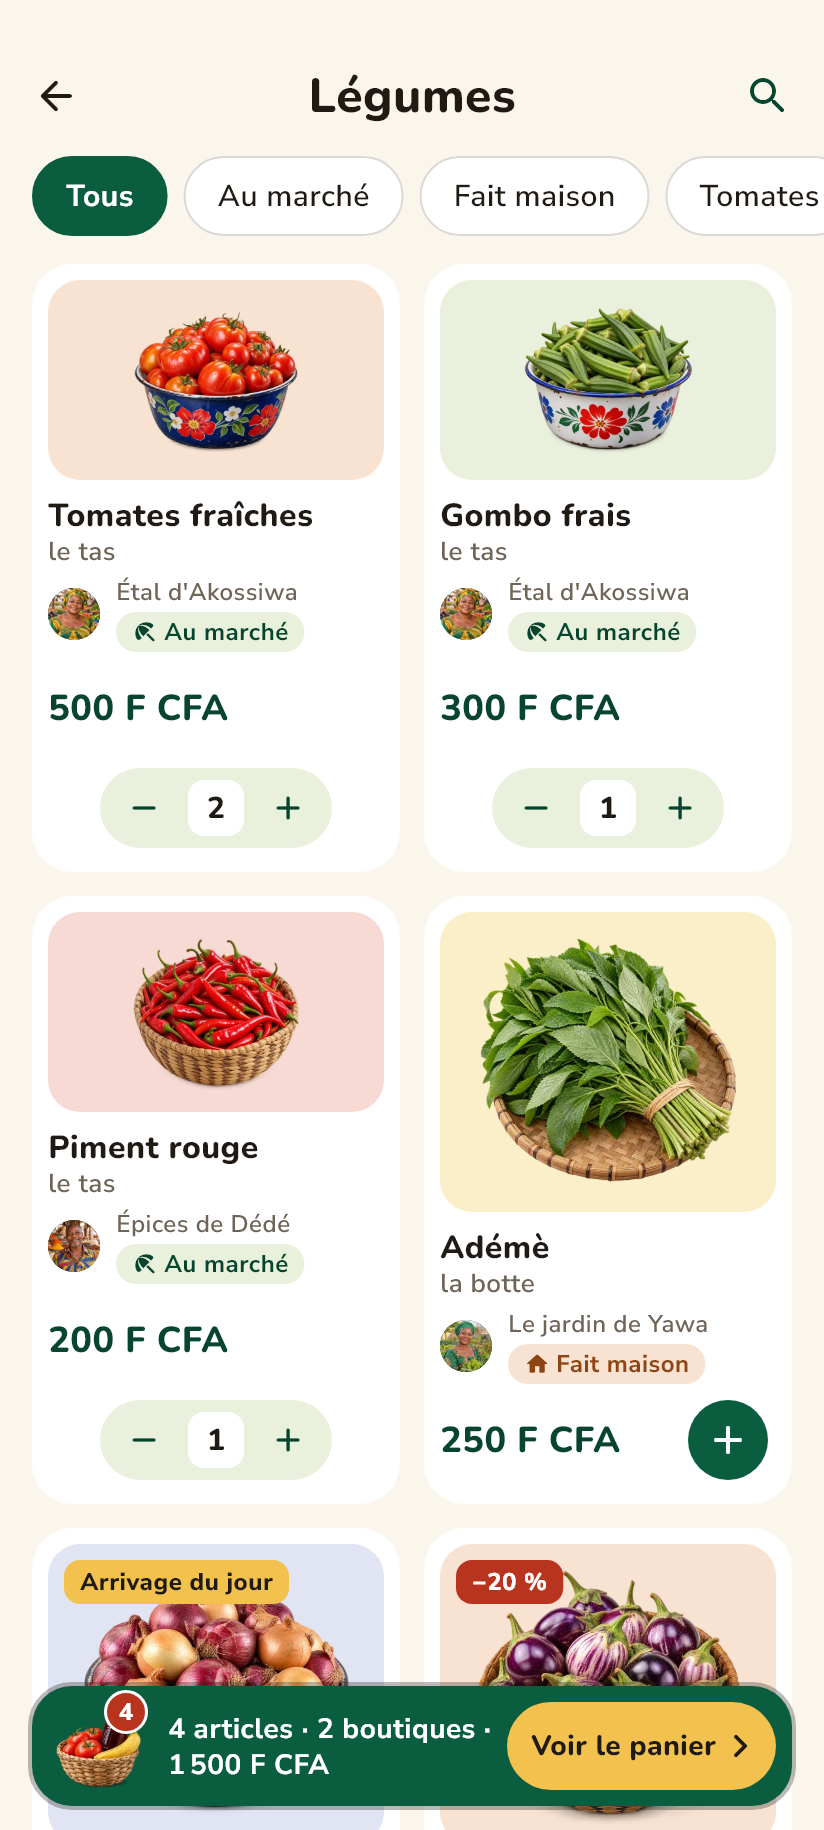 Légumes
Tous
Au marché
Fait maison
Tomates
Tomates fraîches
le tas
Étal d'Akossiwa
Au marché
500 F CFA
2
Gombo frais
le tas
Étal d'Akossiwa
Au marché
300 F CFA
1
Piment rouge
le tas
Épices de Dédé
Au marché
200 F CFA
1
Adémè
la botte
Le jardin de Yawa
Fait maison
250 F CFA
Arrivage du jour
−20 %
4
4 articles · 2 boutiques ·
1 500 F CFA
Voir le panier